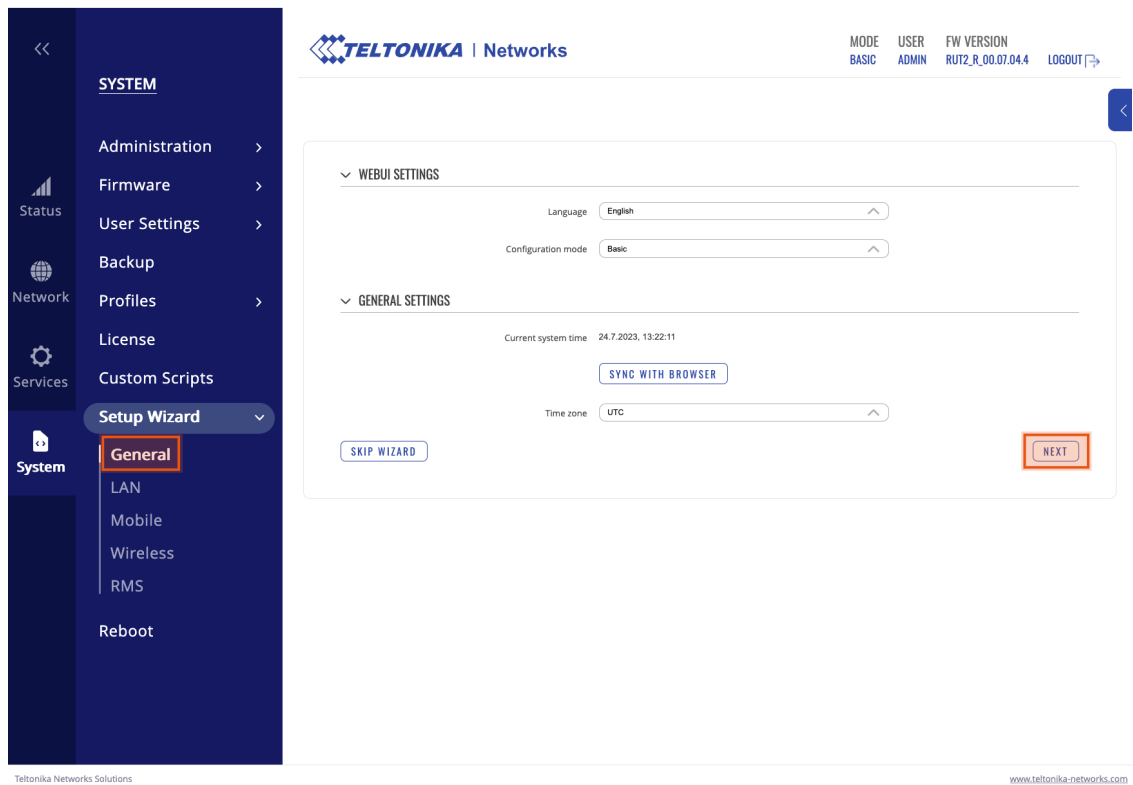 TELTONIKA | Networks
MODE USER FW VERSION
BASIC ADMIN RUT2_R_00.07.04.4 LOGOUT
Status
Network
Services
System
SYSTEM
Administration
Firmware
User Settings
Backup
Profiles
License
Custom Scripts
Setup Wizard
General
LAN
Mobile
Wireless
RMS
Reboot
WEBUI SETTINGS
Language English
Configuration mode Basic
GENERAL SETTINGS
Current system time 24.7.2023, 13:22:11
SYNC WITH BROWSER
Time zone UTC
SKIP WIZARD NEXT
Teltonika Networks Solutions www.teltonika-networks.com